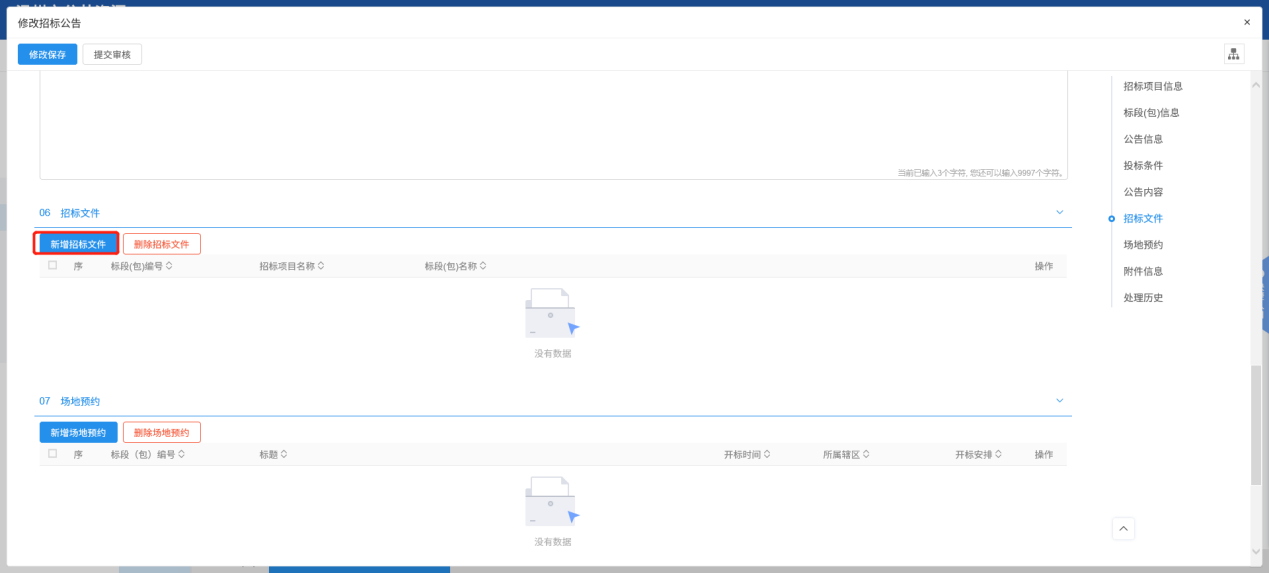 修改招标公告
×
修改保存 提交审核
当前已输入3个字符, 您还可以输入9997个字符。
06 招标文件
新增招标文件 删除招标文件
序 标段(包)编号 招标项目名称 标段(包)名称 操作
没有数据
07 场地预约
新增场地预约 删除场地预约
序 标段（包）编号 标题 开标时间 所属辖区 开标安排 操作
没有数据
招标项目信息
标段(包)信息
公告信息
投标条件
公告内容
招标文件
场地预约
附件信息
处理历史